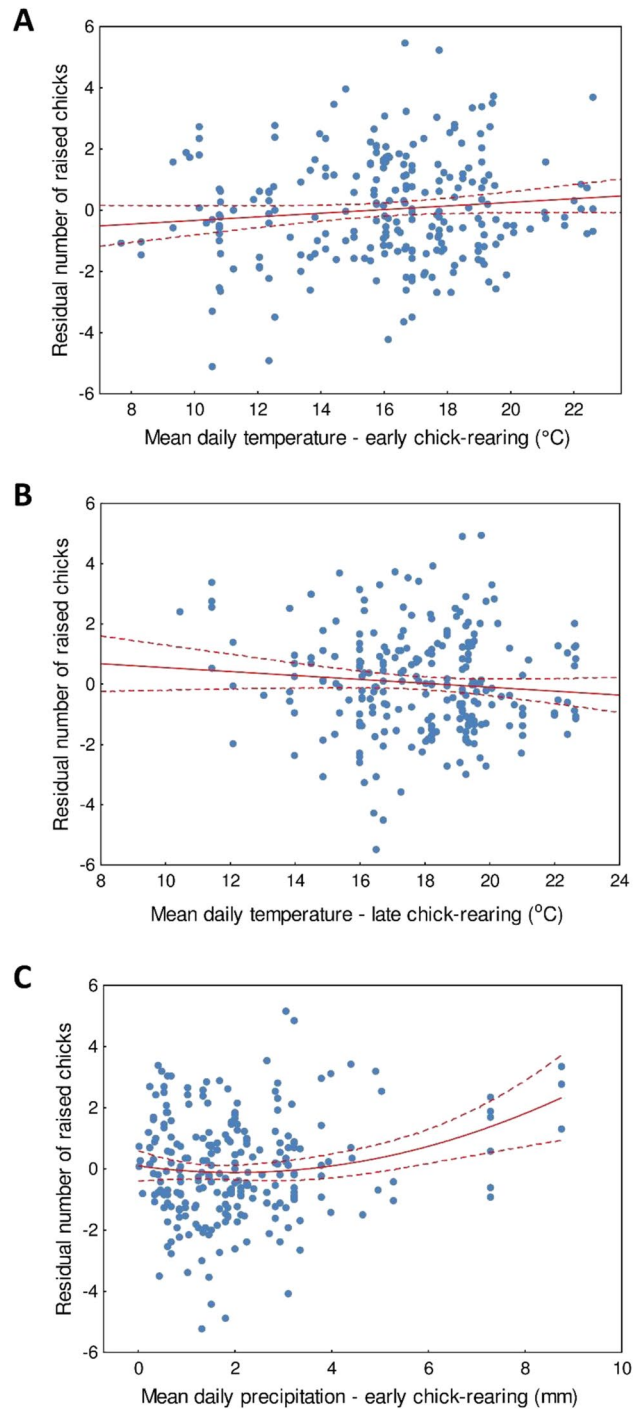 A
6
4
2
0
-2
-4
-6
Residual number of raised chicks
8 10 12 14 16 18 20 22
Mean daily temperature - early chick-rearing (°C)
B
6
4
2
0
-2
-4
-6
Residual number of raised chicks
8 10 12 14 16 18 20 22 24
Mean daily temperature - late chick-rearing (°C)
C
6
4
2
0
-2
-4
-6
Residual number of raised chicks
0 2 4 6 8 10
Mean daily precipitation - early chick-rearing (mm)